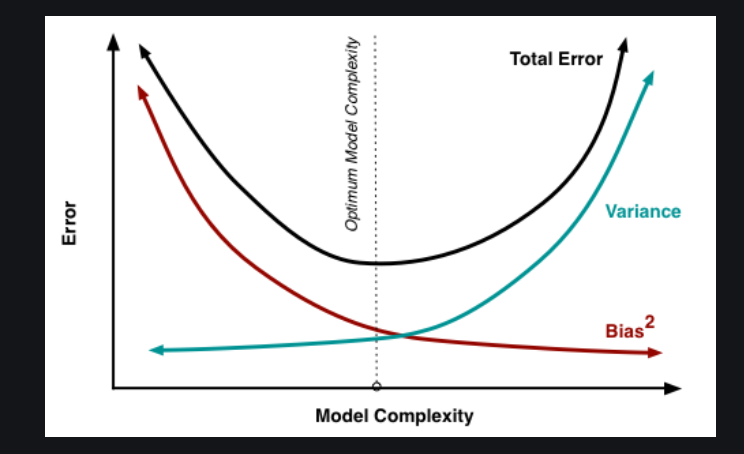 Optimum Model Complexity
Total Error
Variance
Error
Bias²
Model Complexity